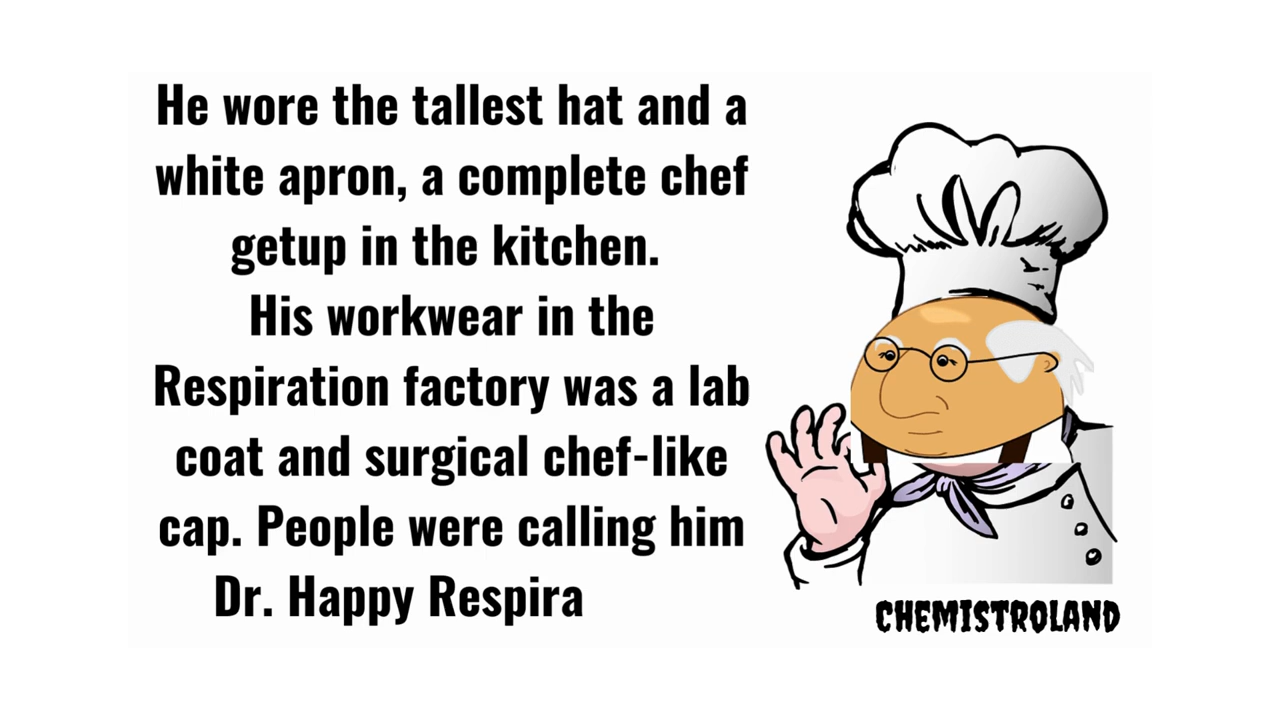 He wore the tallest hat and a
white apron, a complete chef
getup in the kitchen.
His workwear in the
Respiration factory was a lab
coat and surgical chef-like
cap. People were calling him
Dr. Happy Respira
CHEMISTROLAND